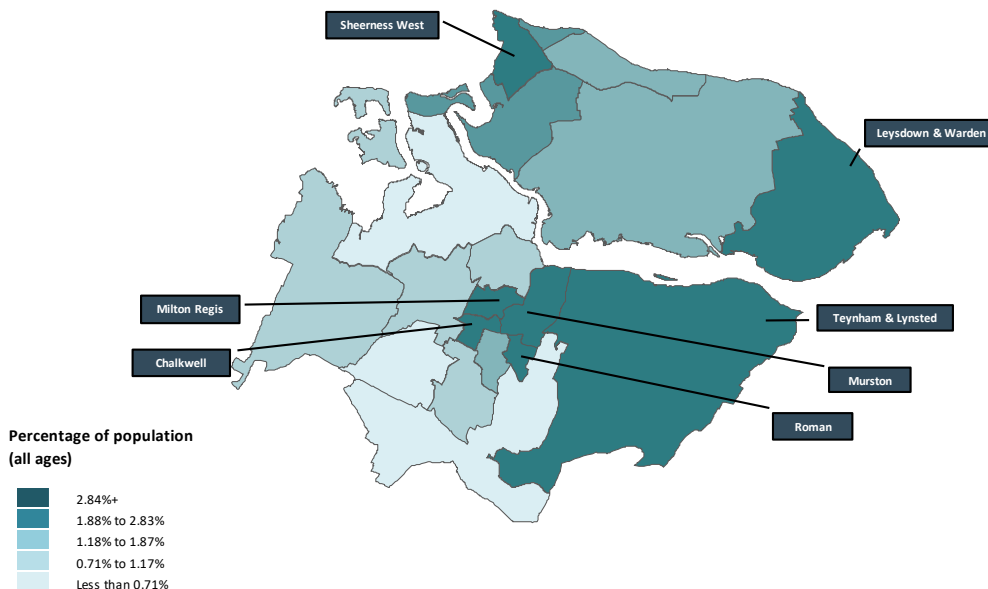 Sheerness West
Leysdown & Warden
Milton Regis
Teynham & Lynsted
Chalkwell
Murston
Roman
Percentage of population
(all ages)
2.84%+
1.88% to 2.83%
1.18% to 1.87%
0.71% to 1.17%
Less than 0.71%